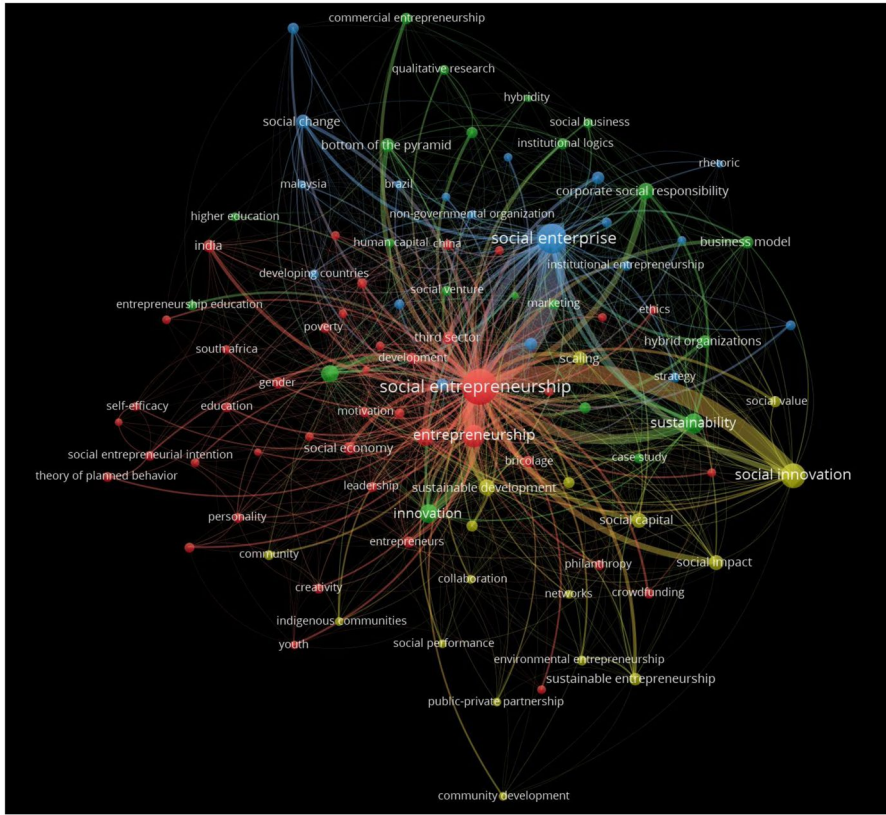 commercial entrepreneurship
qualitative research
hybridity
social change
social business
bottom of the pyramid
institutional logics
rhetoric
malaysia
brazil
corporate social responsibility
higher education
non-governmental organization
india
human capital
china
social enterprise
business model
developing countries
institutional entrepreneurship
social venture
entrepreneurship education
marketing
ethics
poverty
third sector
hybrid organizations
south africa
development
scaling
gender
social entrepreneurship
strategy
self-efficacy
education
motivation
social value
social entrepreneurial intention
social economy
entrepreneurship
sustainability
theory of planned behavior
bricolage
case study
social innovation
leadership
sustainable development
personality
innovation
social capital
community
entrepreneurs
philanthropy
social impact
creativity
collaboration
networks
crowdfunding
indigenous communities
youth
social performance
environmental entrepreneurship
sustainable entrepreneurship
public-private partnership
community development